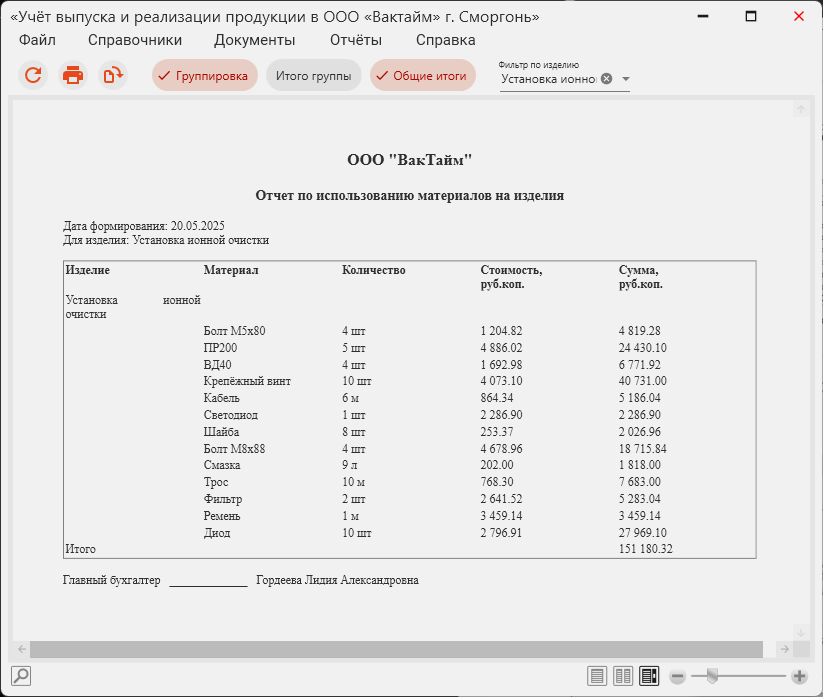 «Учёт выпуска и реализации продукции в ООО «Вактайм» г. Сморгонь»
Файл Справочники Документы Отчёты Справка
Группировка Итого группы Общие итоги Фильтр по изделию
Установка ионно
ООО "ВакТайм"
Отчет по использованию материалов на изделия
Дата формирования: 20.05.2025
Для изделия: Установка ионной очистки
Изделие Материал Количество Стоимость, Сумма,
руб.коп. руб.коп.
Установка ионной
очистки
Болт М5х80 4 шт 1 204.82 4 819.28
ПР200 5 шт 4 886.02 24 430.10
ВД40 4 шт 1 692.98 6 771.92
Крепёжный винт 10 шт 4 073.10 40 731.00
Кабель 6 м 864.34 5 186.04
Светодиод 1 шт 2 286.90 2 286.90
Шайба 8 шт 253.37 2 026.96
Болт М8х88 4 шт 4 678.96 18 715.84
Смазка 9 л 202.00 1 818.00
Трос 10 м 768.30 7 683.00
Фильтр 2 шт 2 641.52 5 283.04
Ремень 1 м 3 459.14 3 459.14
Диод 10 шт 2 796.91 27 969.10
Итого 151 180.32
Главный бухгалтер _____________ Гордеева Лидия Александровна